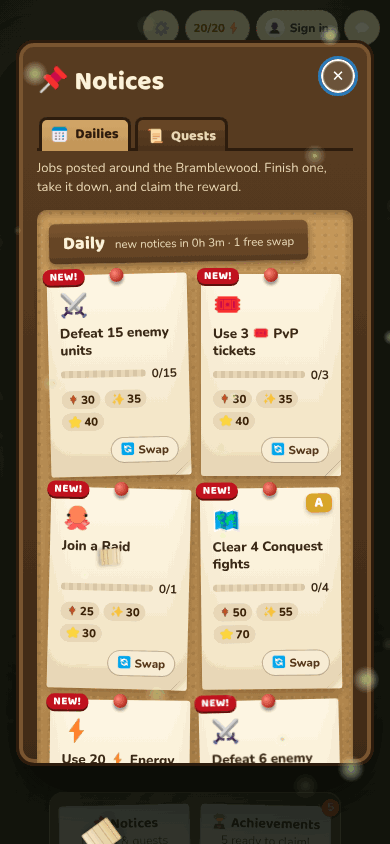 20/20
Sign in
Notices
Dailies
Quests
Jobs posted around the Bramblewood. Finish one,
take it down, and claim the reward.
Daily new notices in 0h 3m · 1 free swap
NEW!
Defeat 15 enemy
units
0/15
30 35
40
Swap
NEW!
Use 3 PvP
tickets
0/3
30 35
40
Swap
NEW!
Join a Raid
0/1
25 30
30
Swap
NEW!
A
Clear 4 Conquest
fights
0/4
50 55
70
Swap
NEW!
Use 20 Energy
NEW!
Defeat 6 enemy
Notices
quests
Achievements
5 ready to claim!
5